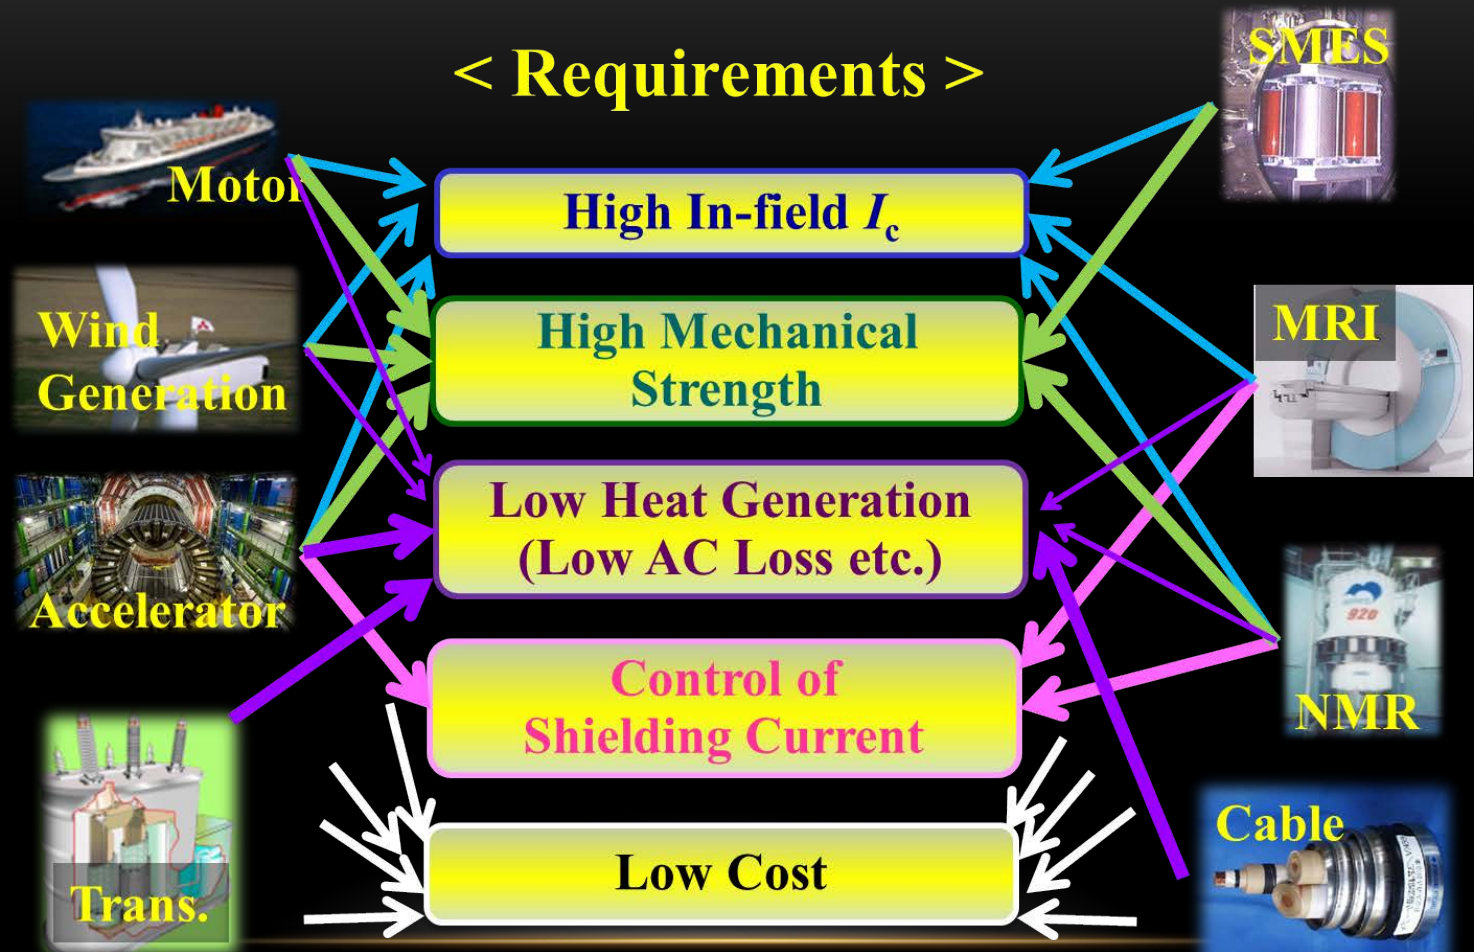 < Requirements >
SMES
Motor
High In-field Ic
Wind
Generation
High Mechanical
Strength
MRI
Low Heat Generation
(Low AC Loss etc.)
Accelerator
920
NMR
Control of
Shielding Current
Cable
Low Cost
Trans.